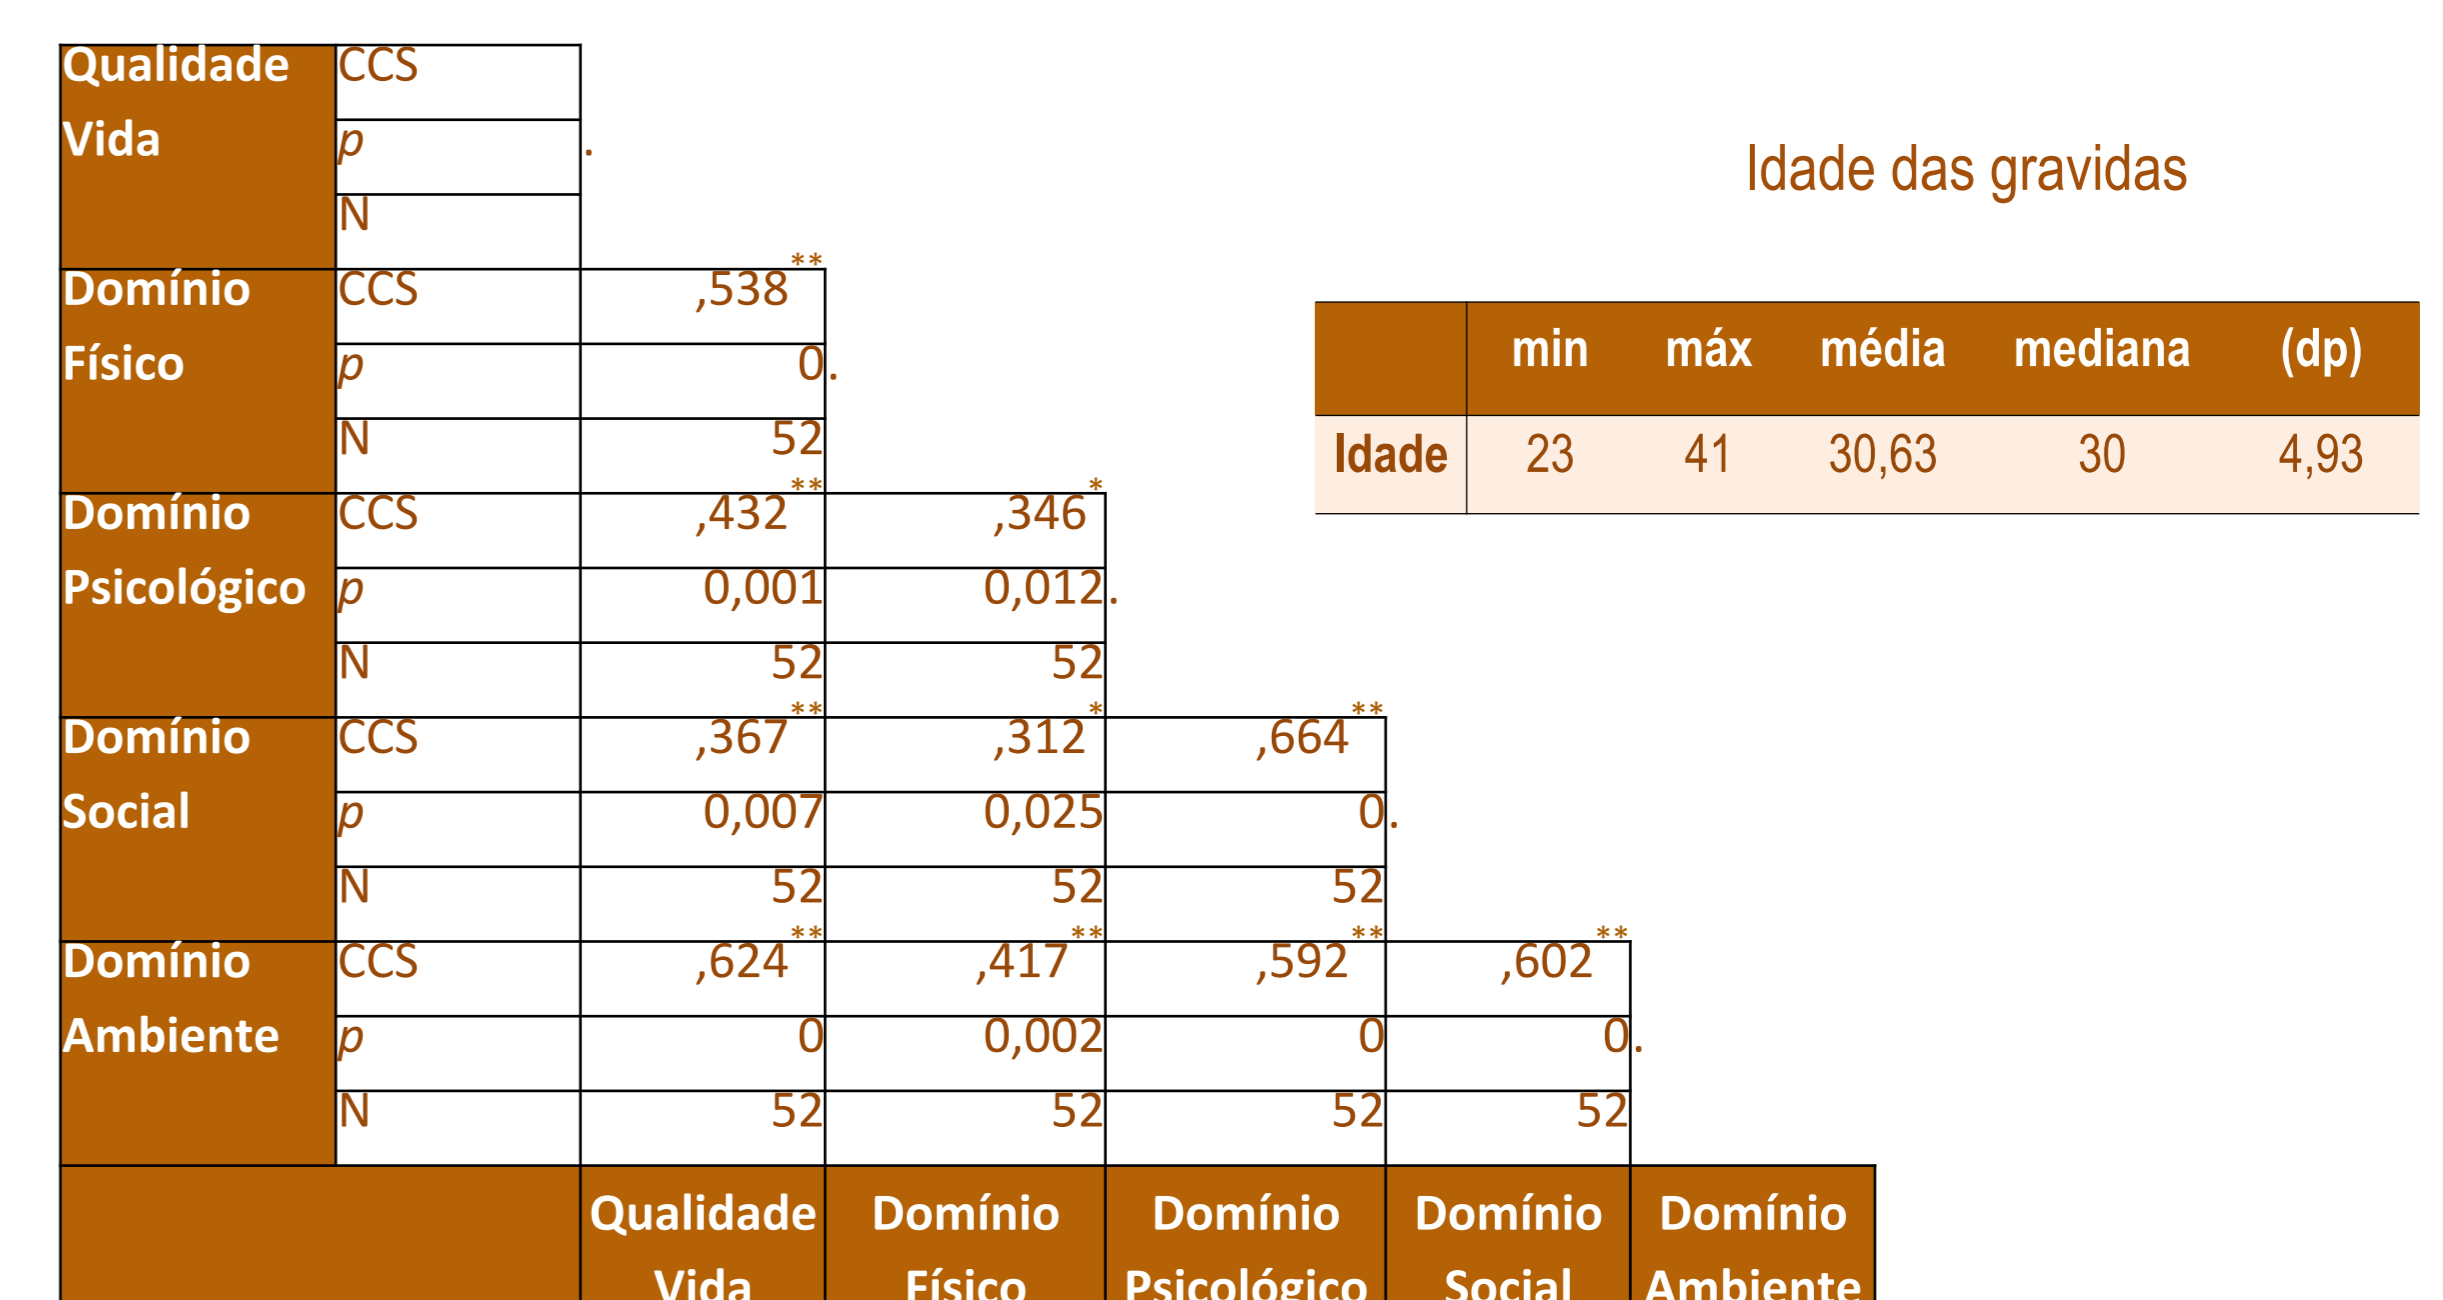 Qualidade CCS
Vida p .
N
Domínio CCS ,538**
Físico p 0.
N 52
Domínio CCS ,432** ,346*
Psicológico p 0,001 0,012.
N 52 52
Domínio CCS ,367** ,312* ,664**
Social p 0,007 0,025 0.
N 52 52 52
Domínio CCS ,624** ,417** ,592** ,602**
Ambiente p 0 0,002 0 0.
N 52 52 52 52
Qualidade Domínio Domínio Domínio Domínio
Vida Físico Psicológico Social Ambiente
Idade das gravidas
min máx média mediana (dp)
Idade 23 41 30,63 30 4,93